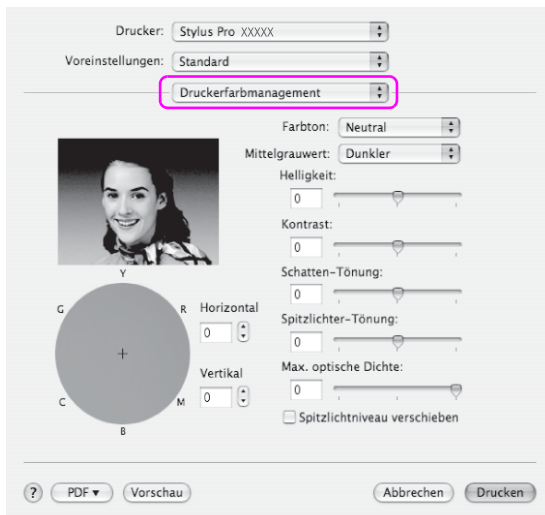 Drucker: Stylus Pro XXXXX
Voreinstellungen: Standard
Druckerfarbmanagement
Farbton: Neutral
Mittelgrauwert: Dunkler
Helligkeit:
0
Kontrast:
0
Schatten-Tönung:
0
Spitzlichter-Tönung:
0
Max. optische Dichte:
0
Spitzlichtniveau verschieben
Y
G R
C M
B
Horizontal
0
Vertikal
0
? PDF Vorschau Abbrechen Drucken